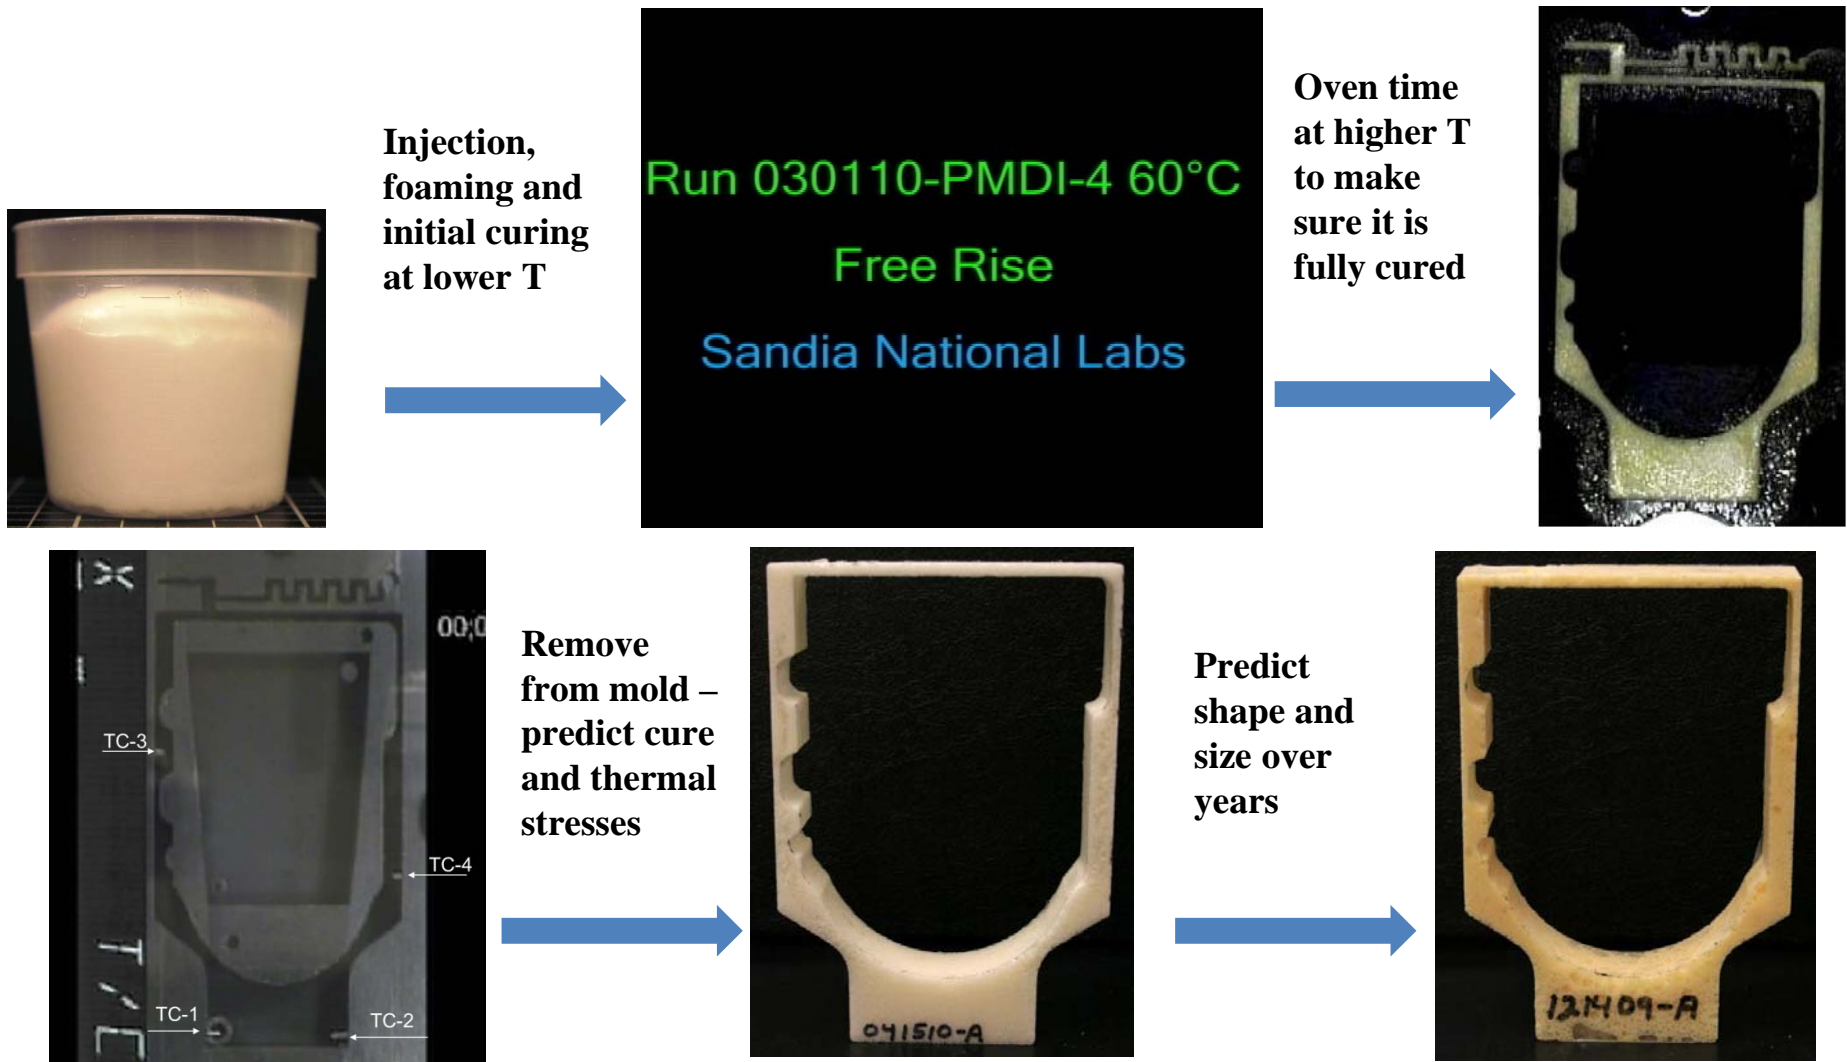 Injection,
foaming and
initial curing
at lower T
Run 030110-PMDI-4 60°C
Free Rise
Sandia National Labs
Oven time
at higher T
to make
sure it is
fully cured
00;0
TC-3
TC-4
TC-1
TC-2
Remove
from mold –
predict cure
and thermal
stresses
041510-A
Predict
shape and
size over
years
121409-A